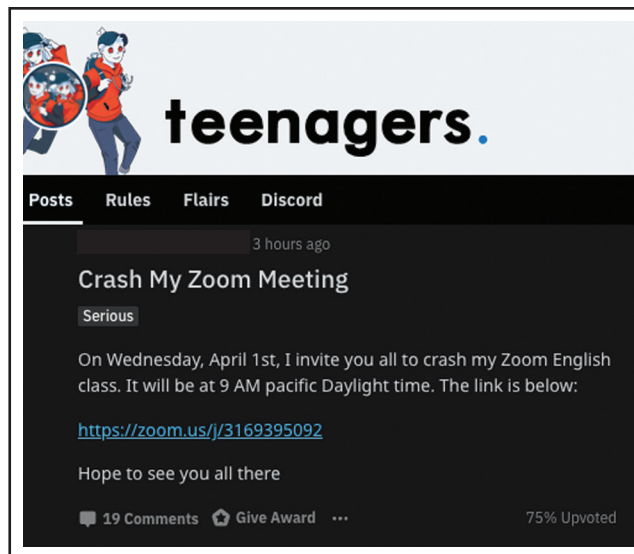 teenagers.
Posts Rules Flairs Discord
3 hours ago
Crash My Zoom Meeting
Serious
On Wednesday, April 1st, I invite you all to crash my Zoom English
class. It will be at 9 AM pacific Daylight time. The link is below:
https://zoom.us/j/3169395092
Hope to see you all there
19 Comments Give Award ... 75% Upvoted